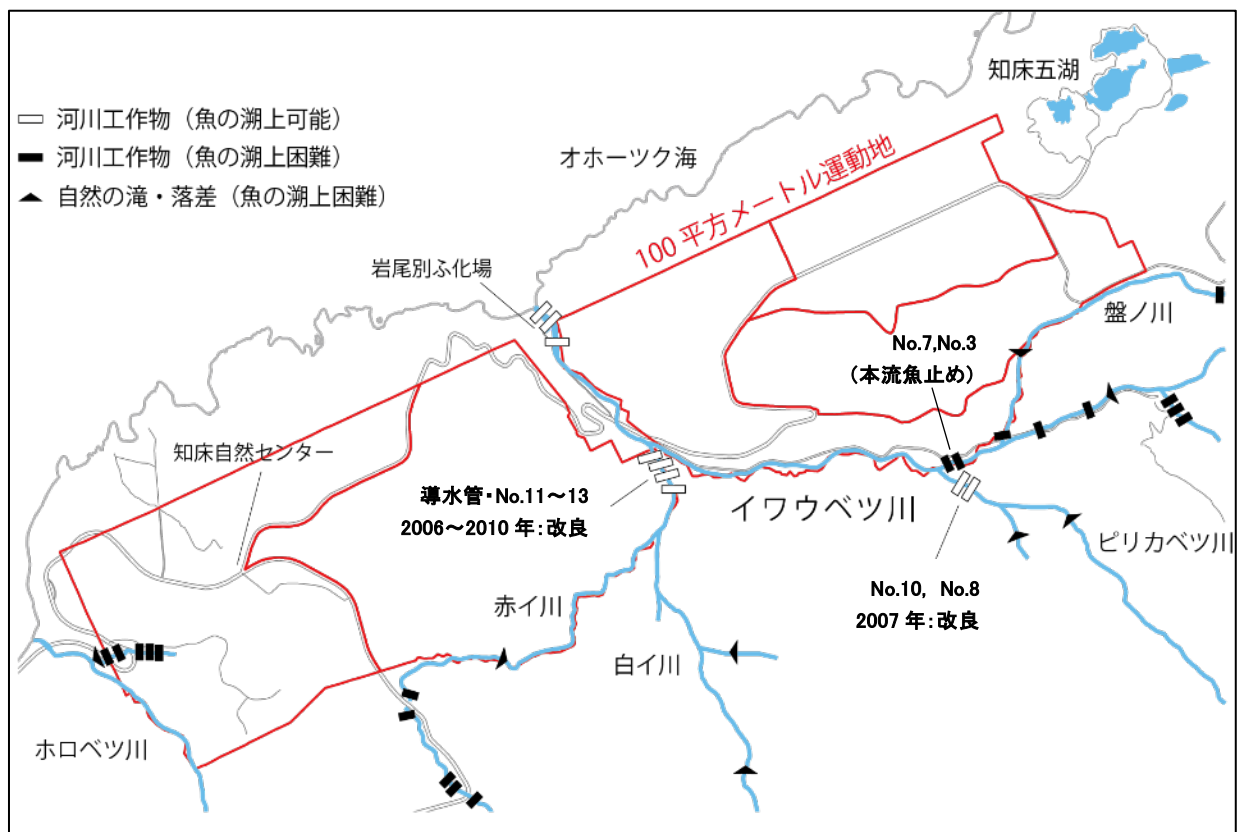 知床五湖
河川工作物（魚の溯上可能）
河川工作物（魚の溯上困難）
自然の滝・落差（魚の溯上困難）
オホーツク海
100平方メートル運動地
岩尾別ふ化場
盤ノ川
No.7,No.3
（本流魚止め）
知床自然センター
導水管・No.11～13
2006～2010年：改良
イワウベツ川
ピリカベツ川
No.10，No.8
2007年：改良
赤イ川
白イ川
ホロベツ川